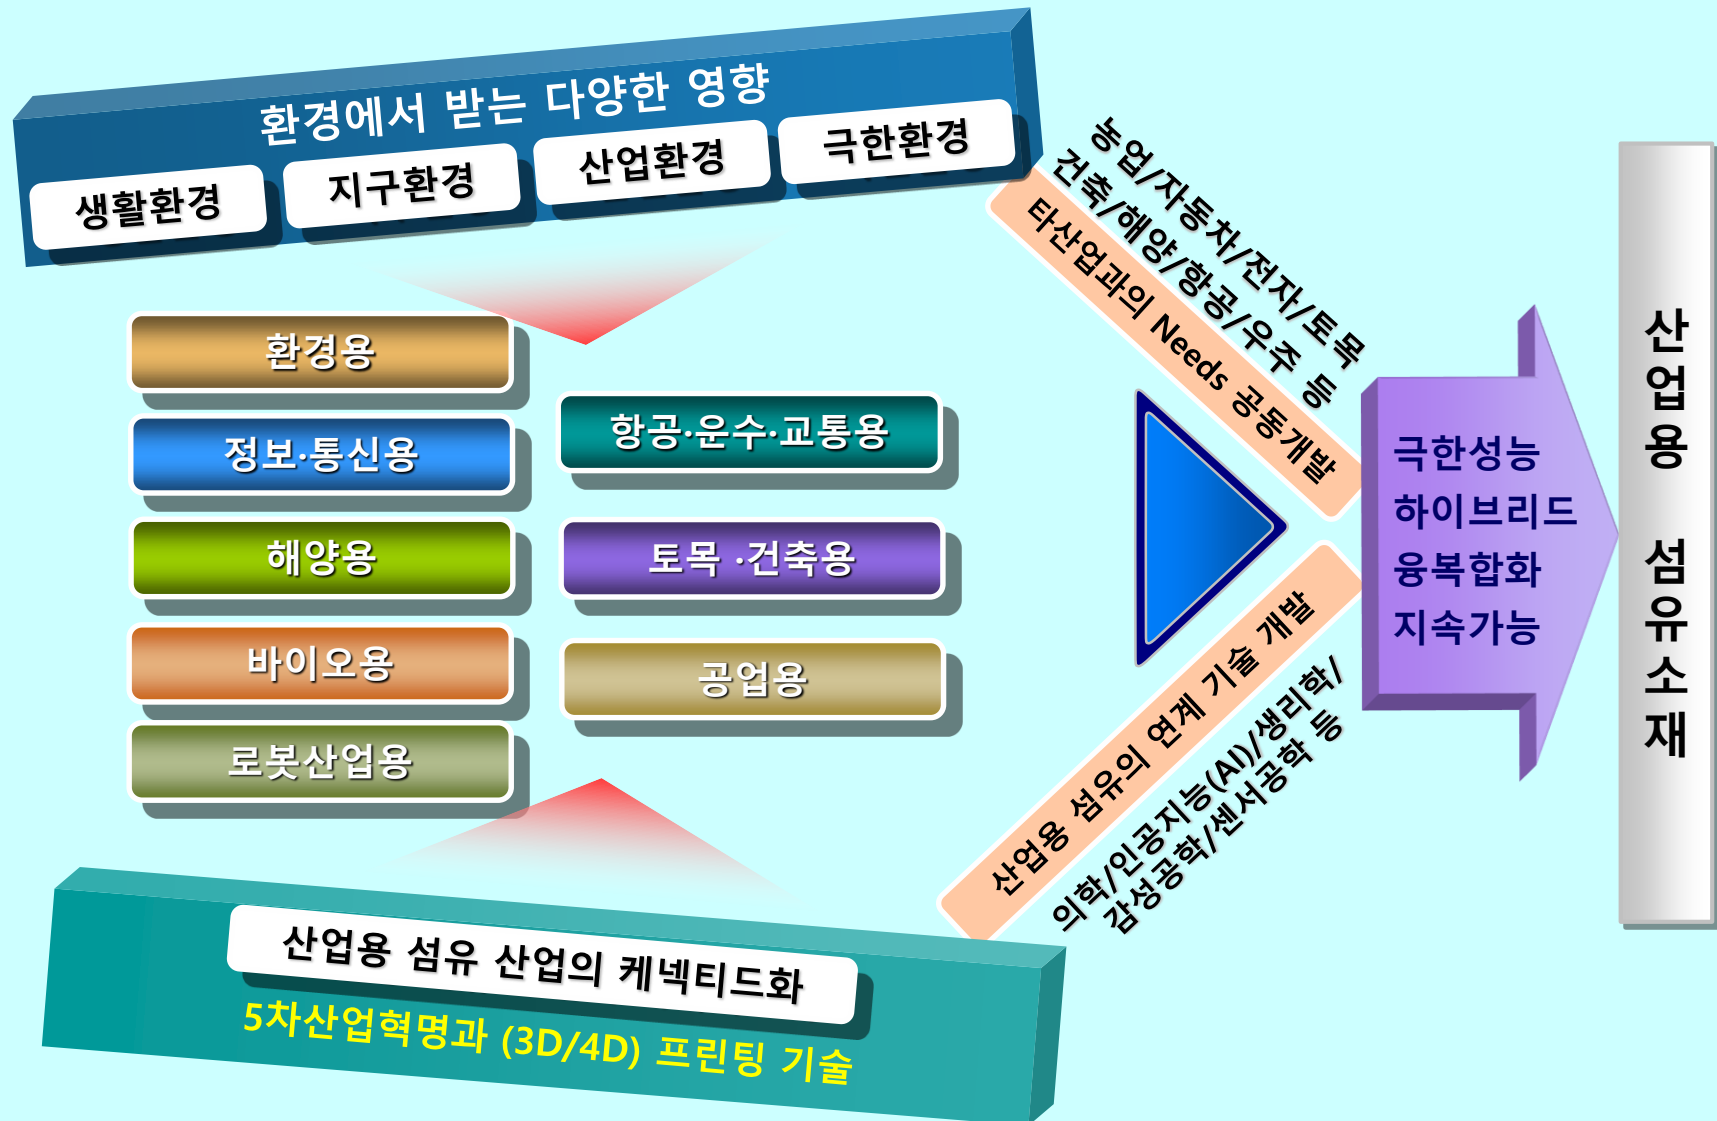 환경에서 받는 다양한 영향
생활환경
지구환경
산업환경
극한환경
농업/자동차/전자/토목
건축/해양/항공/우주 등
타산업과의 Needs 공동개발
환경용
정보·통신용
해양용
바이오용
로봇산업용
항공·운수·교통용
토목 ·건축용
공업용
극한성능
하이브리드
융복합화
지속가능
산업용 섬유소재
산업용 섬유의 연계 기술 개발
의학/인공지능(AI)/생리학/
감성공학/센서공학 등
산업용 섬유 산업의 케넥티드화
5차산업혁명과 (3D/4D) 프린팅 기술